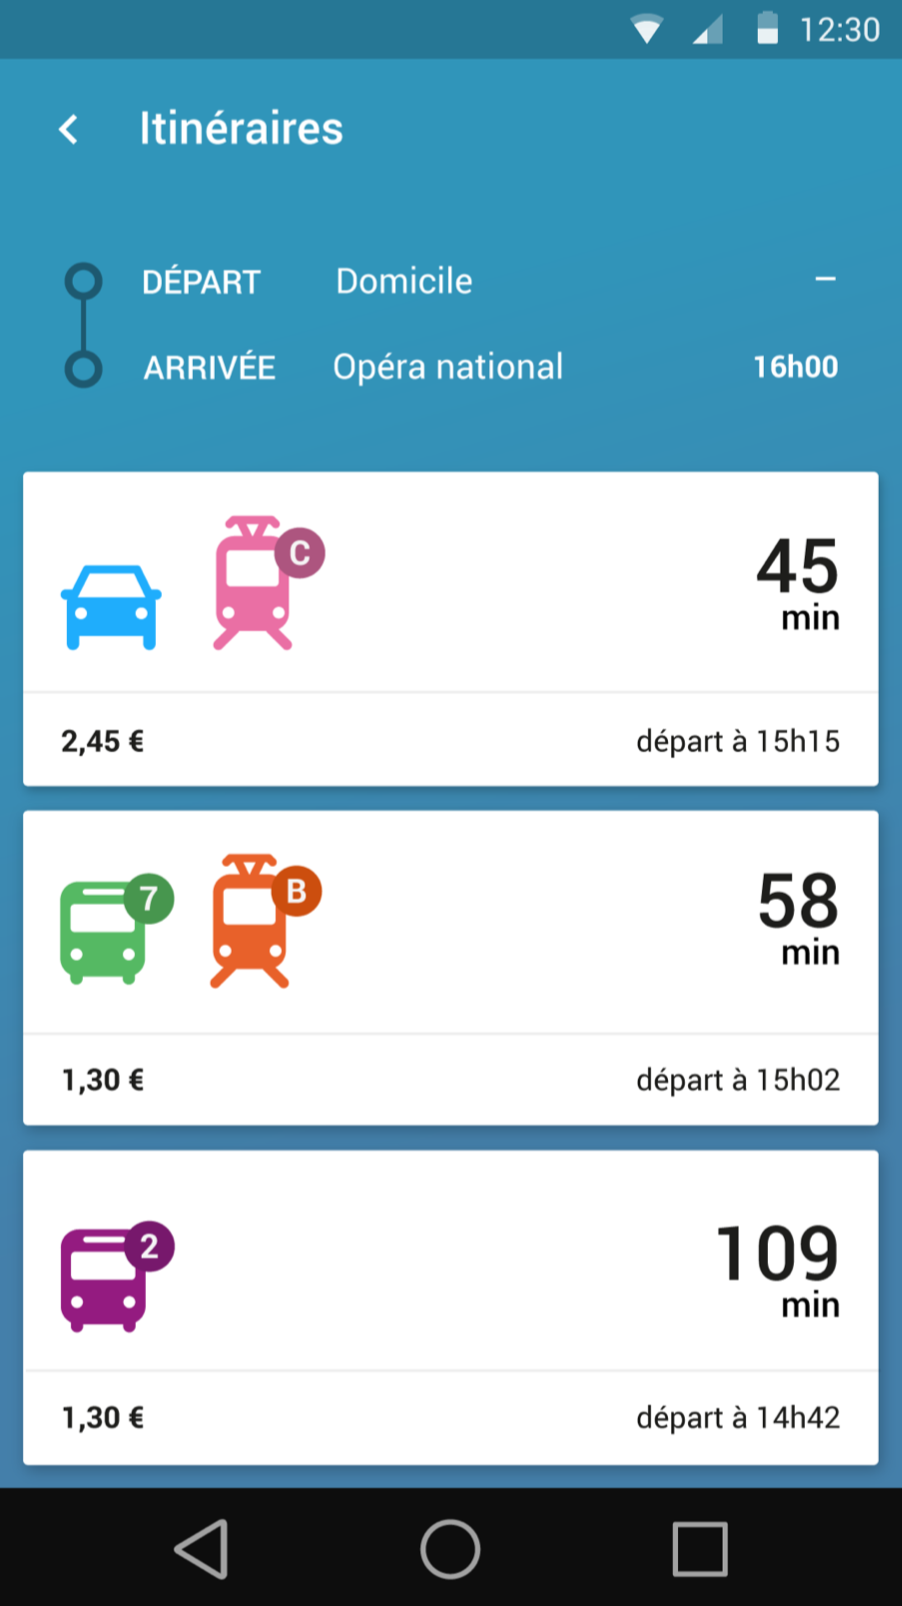 12:30
Itinéraires
DÉPART Domicile –
ARRIVÉE Opéra national 16h00
C
45
min
2,45 € départ à 15h15
7 B
58
min
1,30 € départ à 15h02
2
109
min
1,30 € départ à 14h42